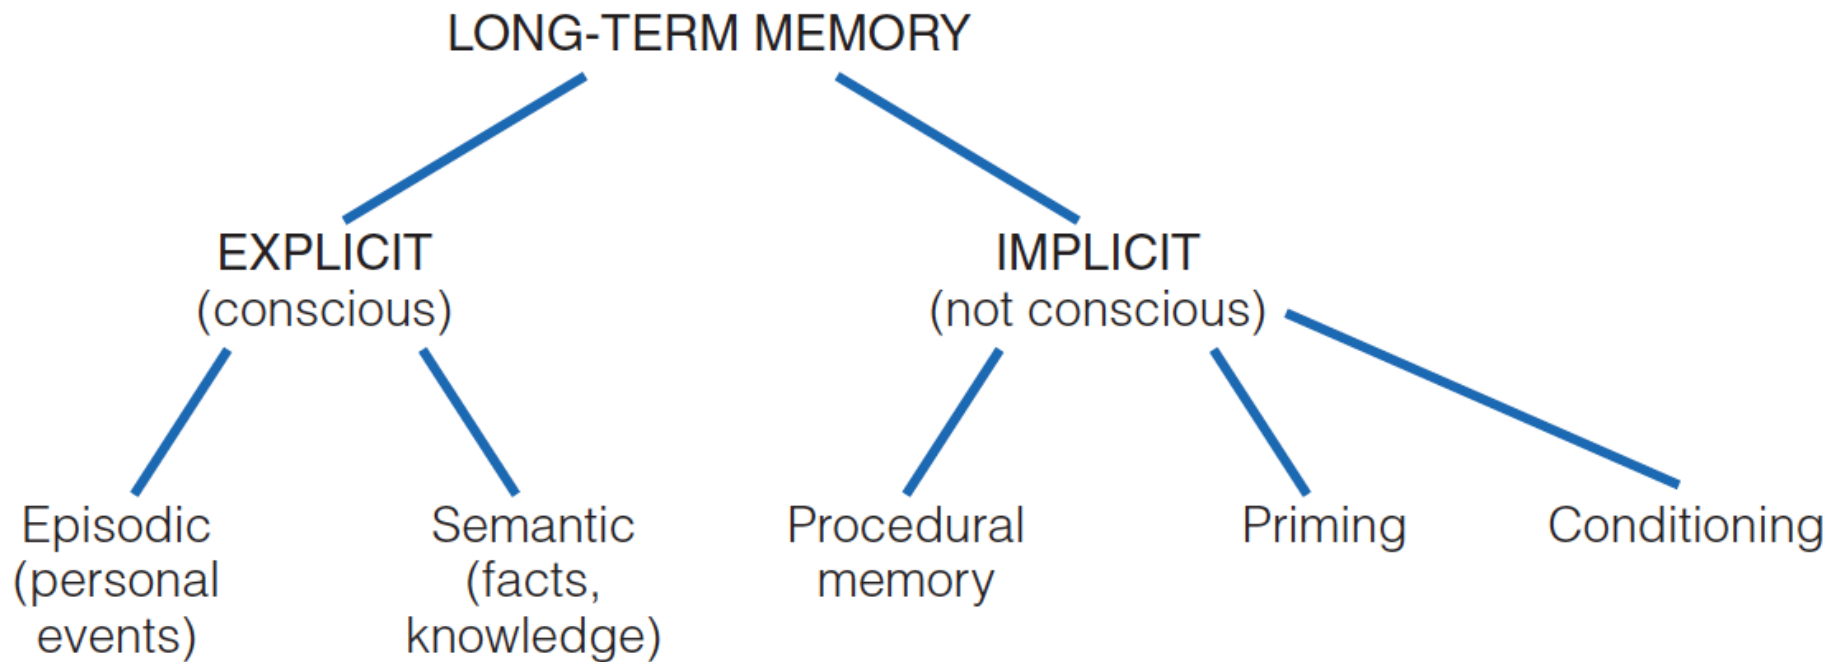 LONG-TERM MEMORY
EXPLICIT
(conscious)
IMPLICIT
(not conscious)
Episodic
(personal
events)
Semantic
(facts,
knowledge)
Procedural
memory
Priming
Conditioning